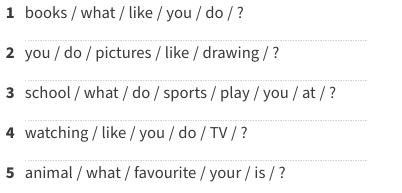 1 books / what / like / you / do / ?
2 you / do / pictures / like / drawing / ?
3 school / what / do / sports / play / you / at / ?
4 watching / like / you / do / TV / ?
5 animal / what / favourite / your / is / ?